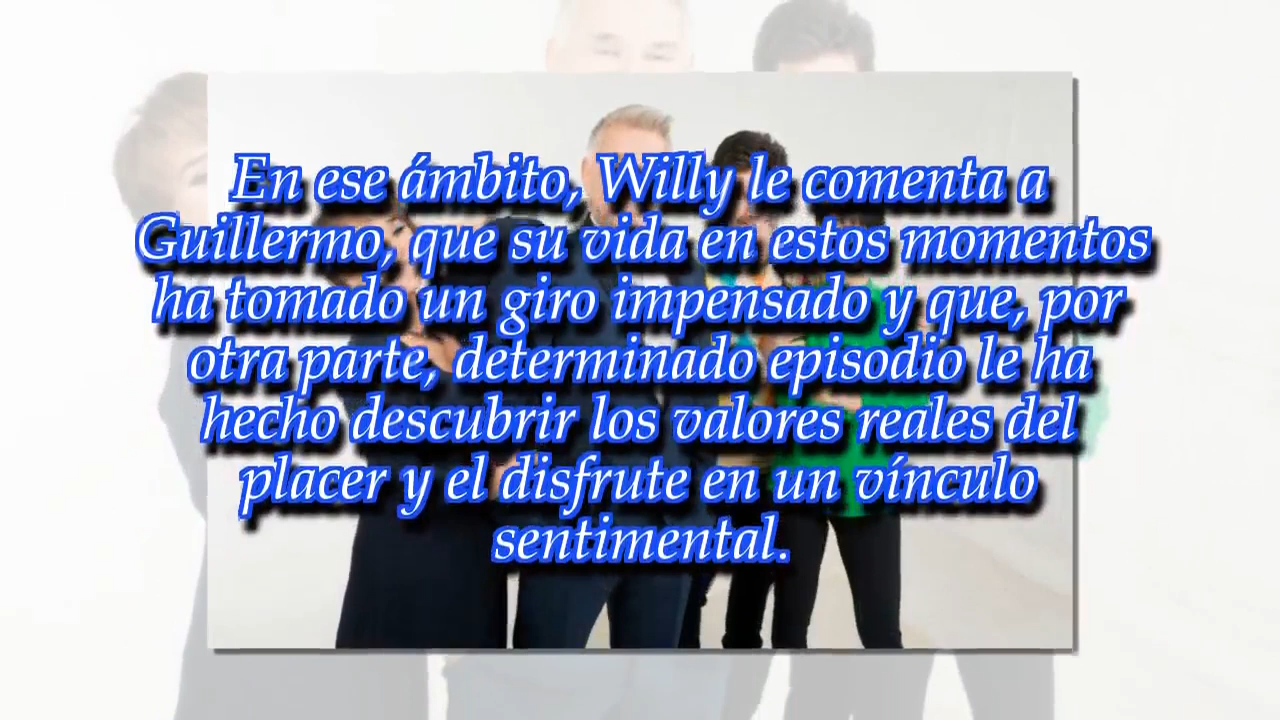 En ese ámbito, Willy le comenta a
Guillermo, que su vida en estos momentos
ha tomado un giro impensado y que, por
otra parte, determinado episodio le ha
hecho descubrir los valores reales del
placer y el disfrute en un vínculo
sentimental.